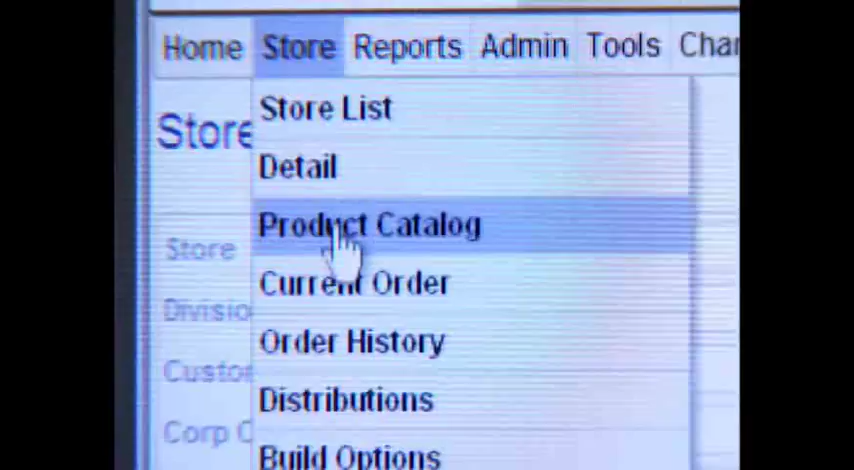 Home Store Reports Admin Tools
Store
Store List
Detail
Product Catalog
Store
Current Order
Order History
Distributions
Build Options